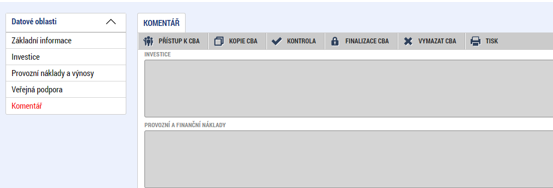 Datové oblasti
Základní informace
Investice
Provozní náklady a výnosy
Veřejná podpora
Komentář
KOMENTÁŘ
PŘÍSTUP K CBA KOPIE CBA KONTROLA FINALIZACE CBA VYMAZAT CBA TISK
INVESTICE
PROVOZNÍ A FINANČNÍ NÁKLADY